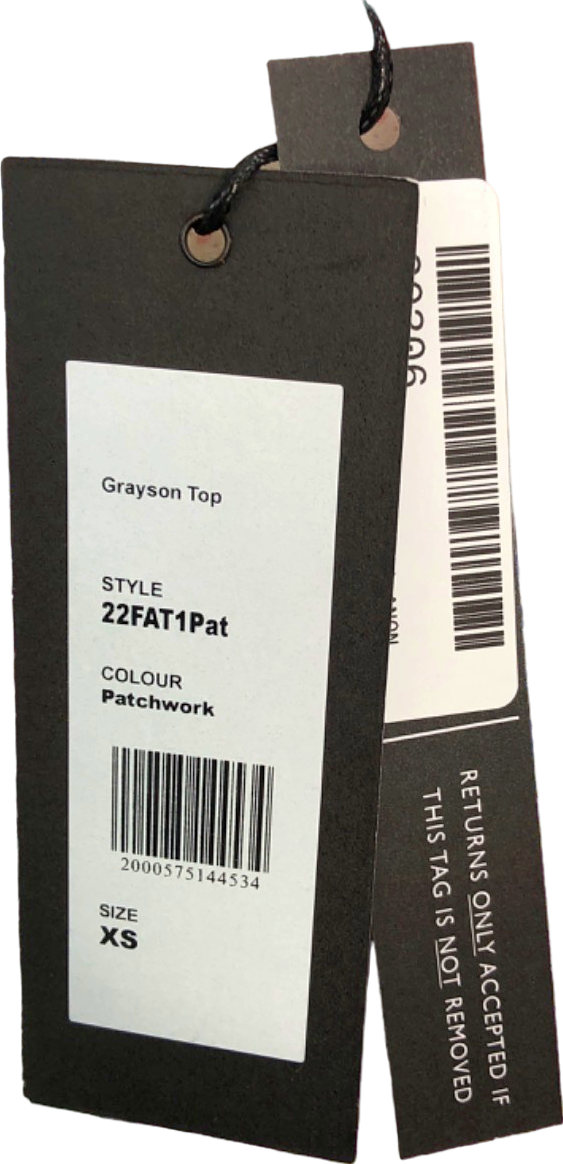 Grayson Top
STYLE
22FAT1Pat
COLOUR
Patchwork
2000575144534
SIZE
XS
RETURNS ONLY ACCEPTED IF
THIS TAG IS NOT REMOVED